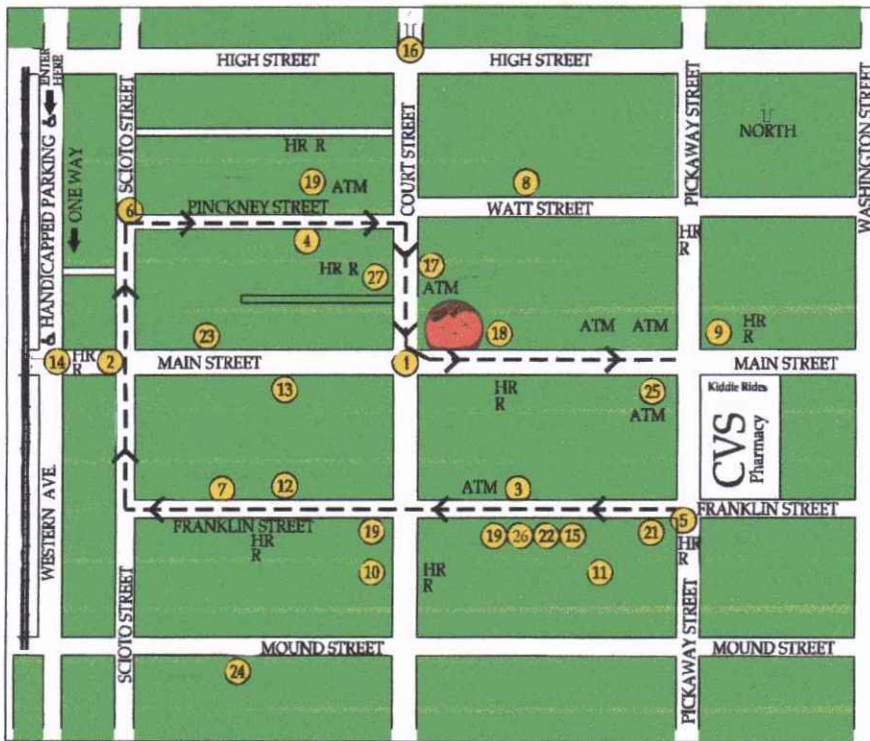 16
HIGH STREET
HIGH STREET
ENTER HERE
HANDICAPPED PARKING
ONE WAY
SCIOTO STREET
COURT STREET
PICKAWAY STREET
WASHINGTON STREET
NORTH
HR R
19
ATM
8
6
PINCKNEY STREET
WATT STREET
4
HR
R
HR R
27
17
ATM
23
18
ATM
ATM
9
HR
R
14
HR
R
2
MAIN STREET
1
MAIN STREET
13
HR
R
25
ATM
Kiddie Rides
CVS
Pharmacy
7
12
ATM
3
WESTERN AVE.
FRANKLIN STREET
5
FRANKLIN STREET
HR
R
19
19
26
22
15
21
HR
R
10
HR
R
11
SCIOTO STREET
MOUND STREET
PICKAWAY STREET
MOUND STREET
24